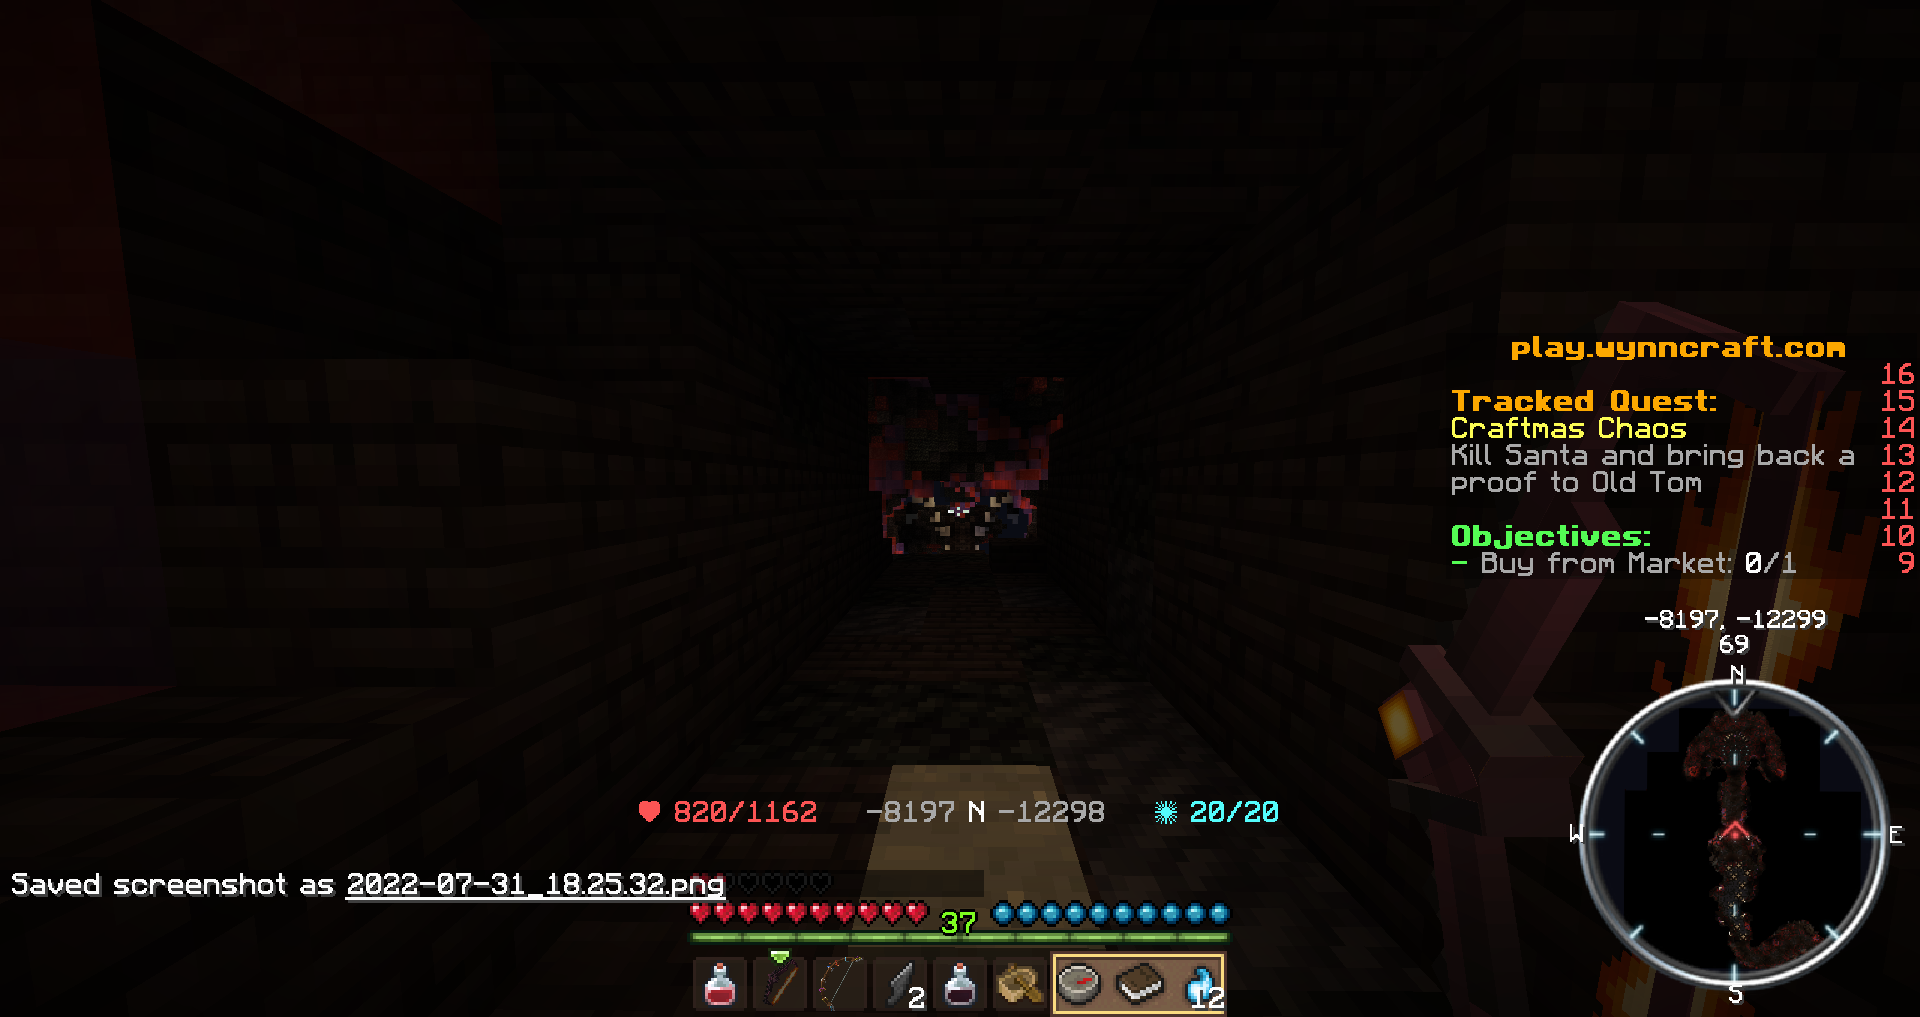 play.wynncraft.com
16
Tracked Quest: 15
Craftmas Chaos 14
Kill Santa and bring back a 13
proof to Old Tom 12
11
Objectives: 10
- Buy from Market: 0/1 9
-8197, -12299
69
N
W
E
S
820/1162 -8197 N -12298 20/20
Saved screenshot as 2022-07-31_18.25.32.png
37
2
12